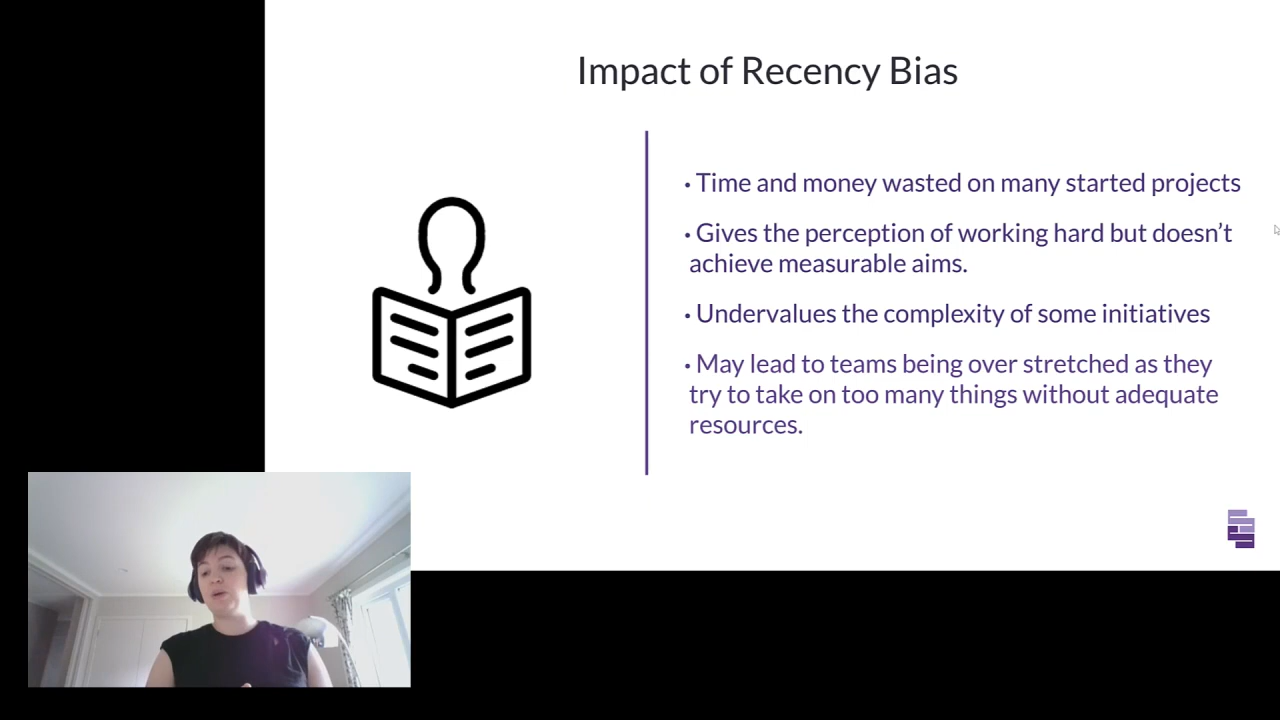 Impact of Recency Bias
• Time and money wasted on many started projects
• Gives the perception of working hard but doesn’t
achieve measurable aims.
• Undervalues the complexity of some initiatives
• May lead to teams being over stretched as they
try to take on too many things without adequate
resources.